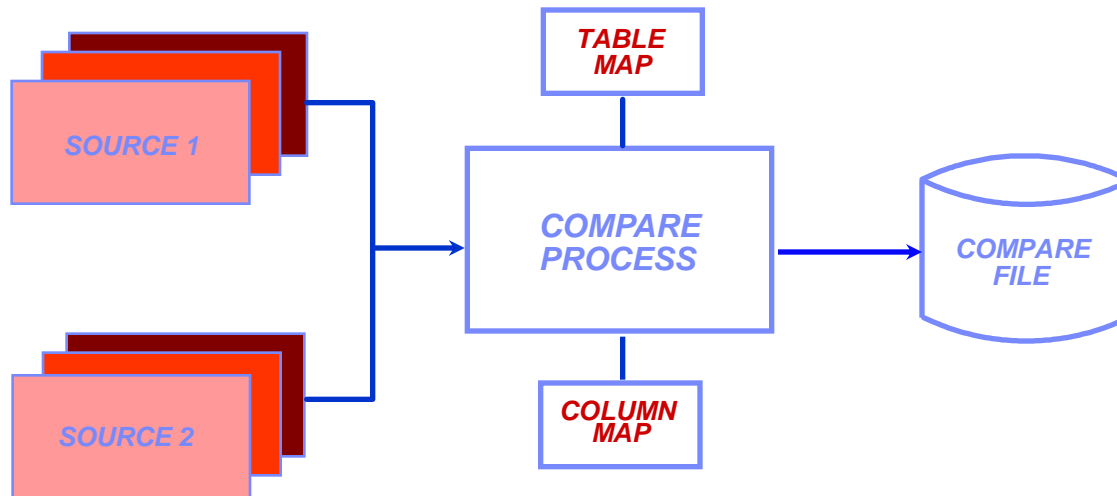 SOURCE 1
TABLE
MAP
COMPARE
PROCESS
COMPARE
FILE
SOURCE 2
COLUMN
MAP